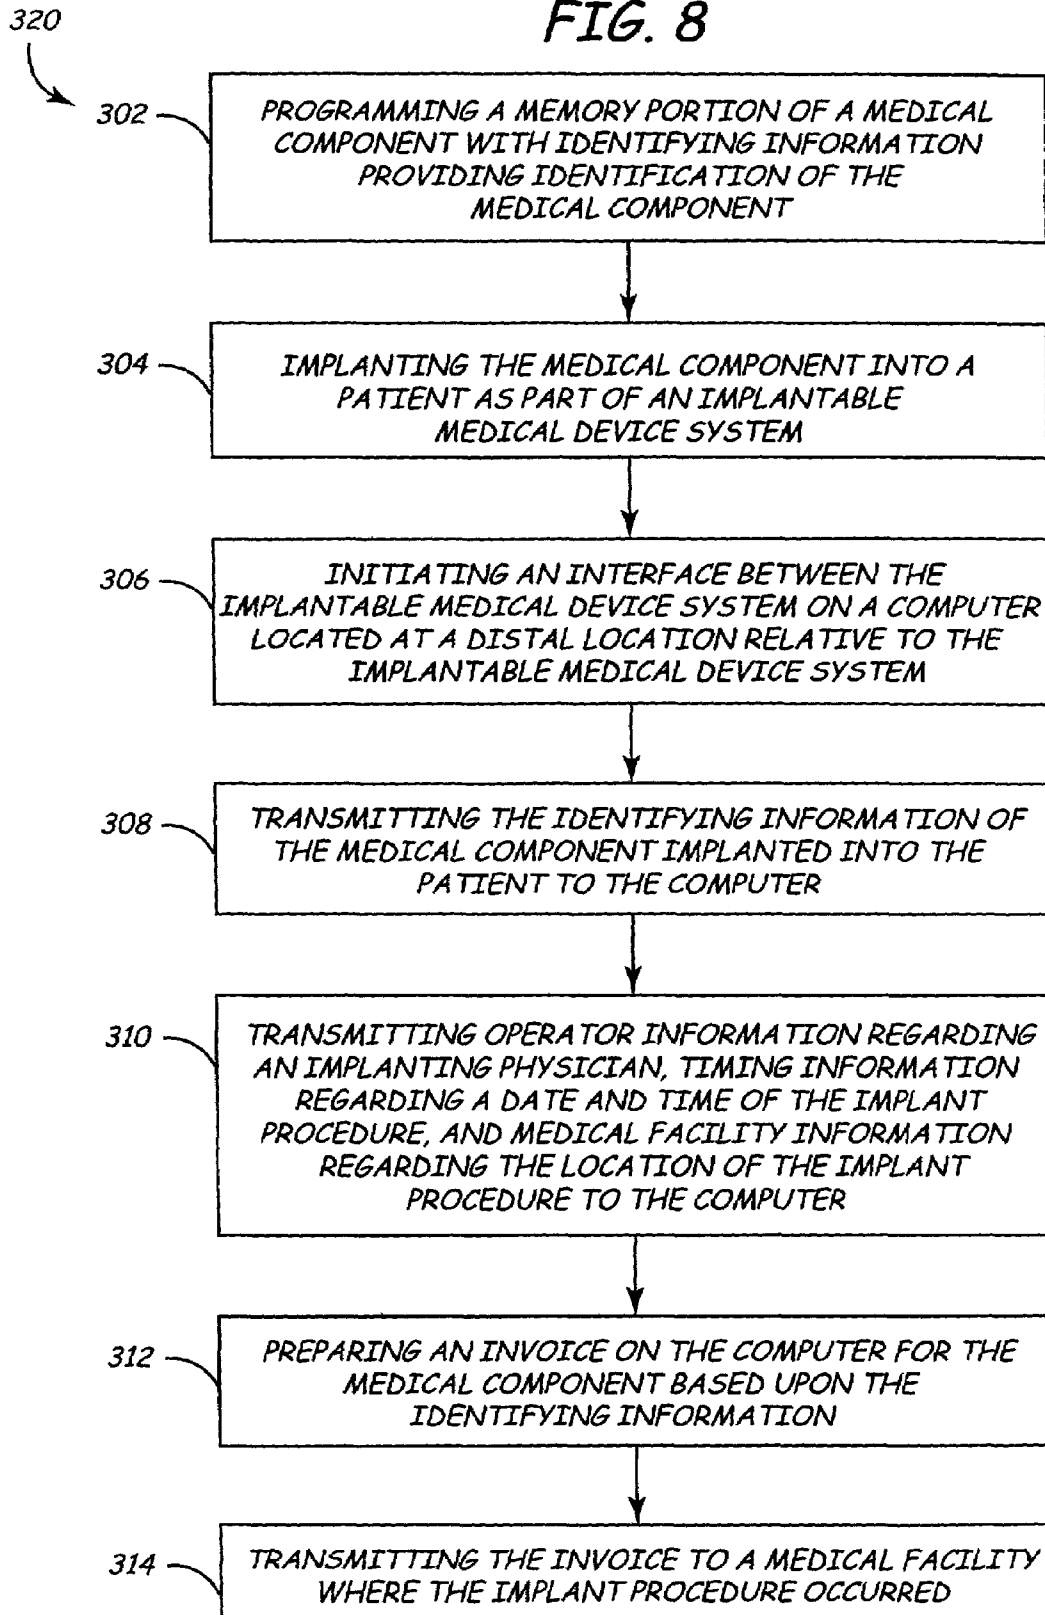 FIG. 8
320
302
PROGRAMMING A MEMORY PORTION OF A MEDICAL
COMPONENT WITH IDENTIFYING INFORMATION
PROVIDING IDENTIFICATION OF THE
MEDICAL COMPONENT
304
IMPLANTING THE MEDICAL COMPONENT INTO A
PATIENT AS PART OF AN IMPLANTABLE
MEDICAL DEVICE SYSTEM
306
INITIATING AN INTERFACE BETWEEN THE
IMPLANTABLE MEDICAL DEVICE SYSTEM ON A COMPUTER
LOCATED AT A DISTAL LOCATION RELATIVE TO THE
IMPLANTABLE MEDICAL DEVICE SYSTEM
308
TRANSMITTING THE IDENTIFYING INFORMATION OF
THE MEDICAL COMPONENT IMPLANTED INTO THE
PATIENT TO THE COMPUTER
310
TRANSMITTING OPERATOR INFORMATION REGARDING
AN IMPLANTING PHYSICIAN, TIMING INFORMATION
REGARDING A DATE AND TIME OF THE IMPLANT
PROCEDURE, AND MEDICAL FACILITY INFORMATION
REGARDING THE LOCATION OF THE IMPLANT
PROCEDURE TO THE COMPUTER
312
PREPARING AN INVOICE ON THE COMPUTER FOR THE
MEDICAL COMPONENT BASED UPON THE
IDENTIFYING INFORMATION
314
TRANSMITTING THE INVOICE TO A MEDICAL FACILITY
WHERE THE IMPLANT PROCEDURE OCCURRED